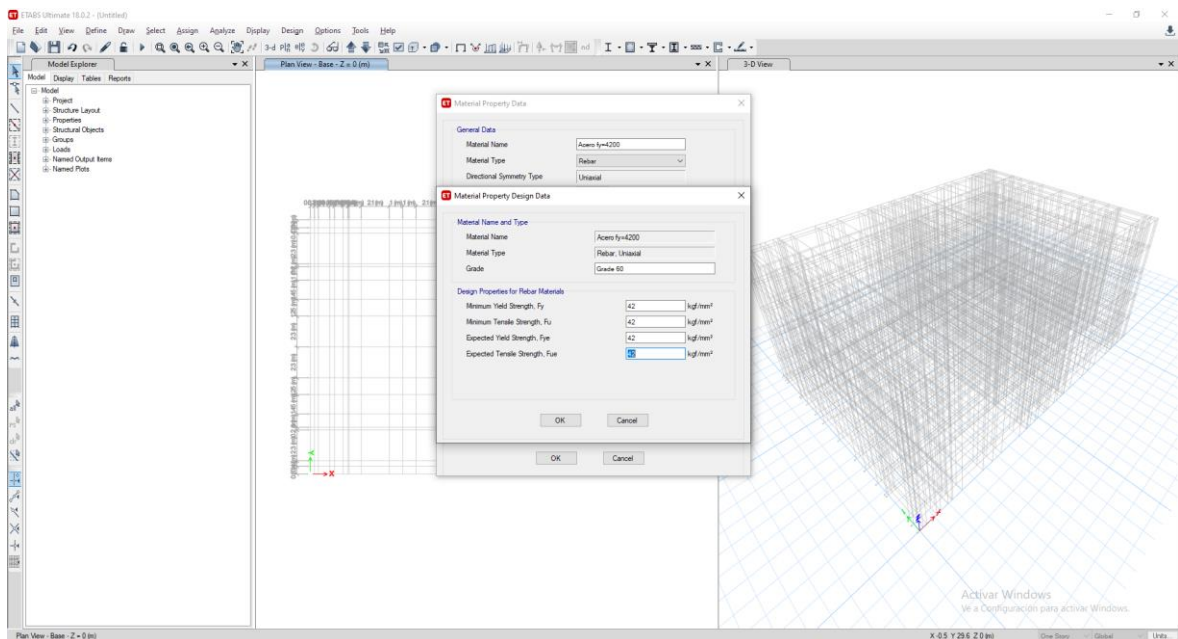 ETABS Ultimate 18.0.2 - (Untitled)
File Edit View Define Draw Select Assign Analyze Display Design Options Tools Help
Model Explorer
Plan View - Base - Z = 0 (m)
3-D View
Model Display Tables Reports
Model
Project
Structure Layout
Properties
Structural Objects
Groups
Loads
Named Output Items
Named Plots
Material Property Data
General Data
Material Name Acero fy=4200
Material Type Rebar
Directional Symmetry Type Uniaxial
Material Property Design Data
Material Name and Type
Material Name Acero fy=4200
Material Type Rebar, Uniaxial
Grade Grade 60
Design Properties for Rebar Materials
Minimum Yield Strength, Fy 42 kgf/mm²
Minimum Tensile Strength, Fu 42 kgf/mm²
Expected Yield Strength, Fye 42 kgf/mm²
Expected Tensile Strength, Fue 42 kgf/mm²
OK Cancel
OK Cancel
X
Activar Windows
Ve a Configuración para activar Windows.
Plan View - Base - Z = 0 (m)
X -0.5 Y 29.6 Z 0 (m) One Story Global Units...